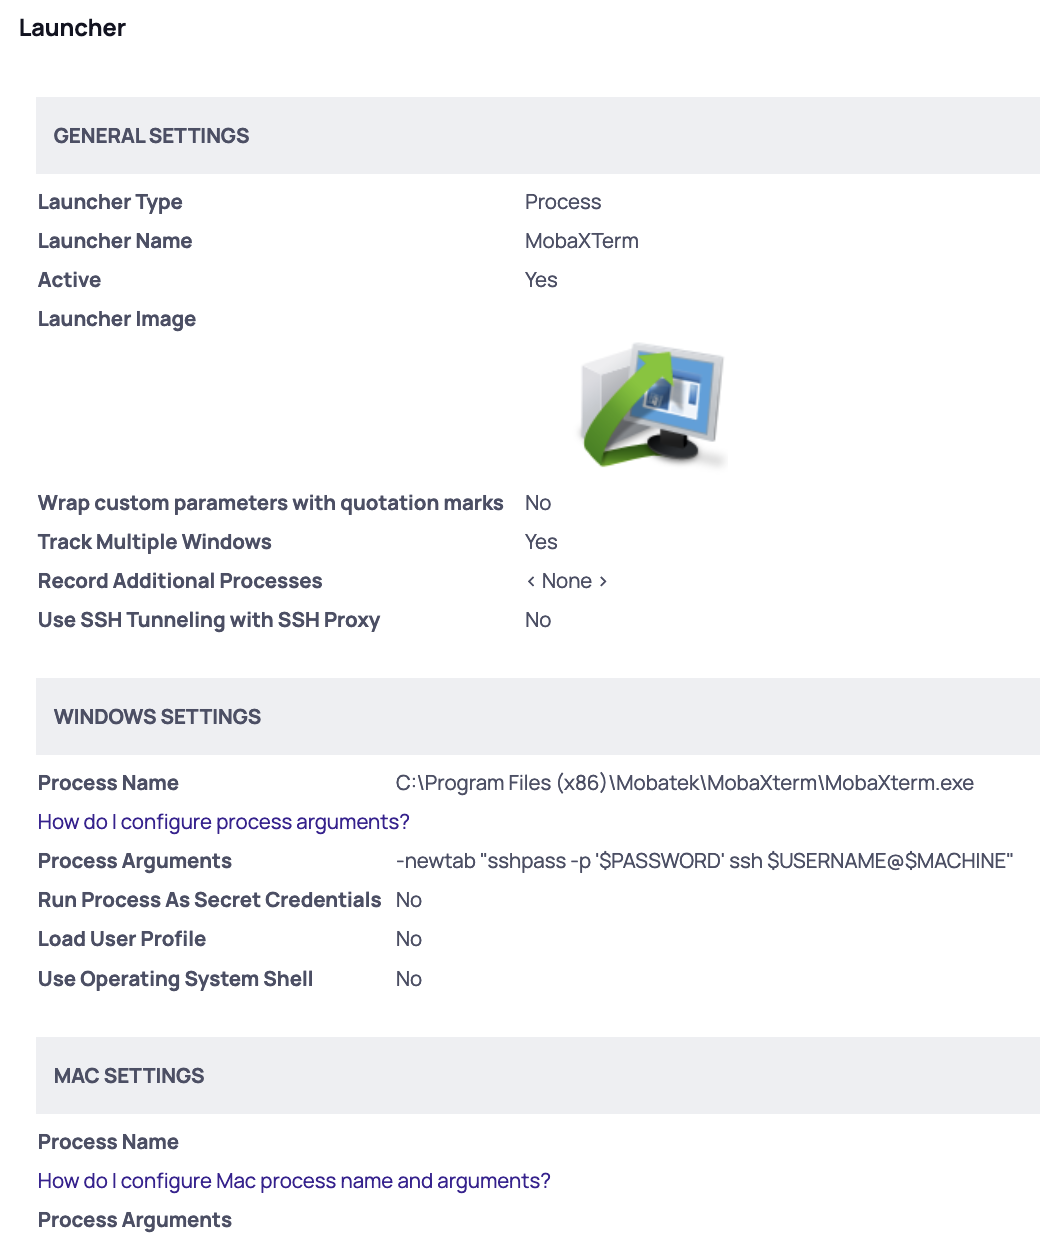 Launcher
GENERAL SETTINGS
Launcher Type Process
Launcher Name MobaXTerm
Active Yes
Launcher Image
Wrap custom parameters with quotation marks No
Track Multiple Windows Yes
Record Additional Processes < None >
Use SSH Tunneling with SSH Proxy No
WINDOWS SETTINGS
Process Name C:\Program Files (x86)\Mobatek\MobaXterm\MobaXterm.exe
How do I configure process arguments?
Process Arguments -newtab "sshpass -p '$PASSWORD' ssh $USERNAME@$MACHINE"
Run Process As Secret Credentials No
Load User Profile No
Use Operating System Shell No
MAC SETTINGS
Process Name
How do I configure Mac process name and arguments?
Process Arguments